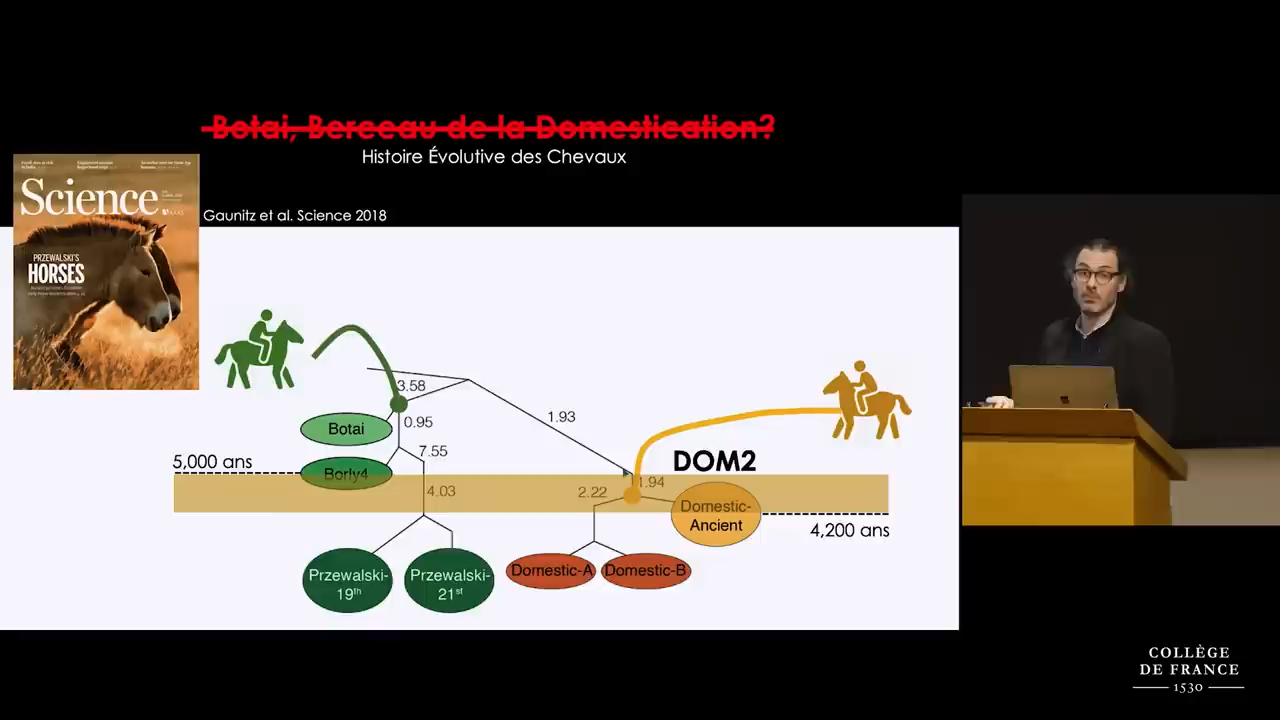 Botai, Berceau de la Domestication?
Histoire Évolutive des Chevaux
Science
PRZEWALSKI'S
HORSES
Gaunitz et al. Science 2018
3.58
Botai
0.95
1.93
7.55
5,000 ans
Borly4
4.03
DOM2
2.22
1.94
Domestic-
Ancient
4,200 ans
Przewalski-
19th
Przewalski-
21st
Domestic-A
Domestic-B
COLLÈGE
DE FRANCE
1530